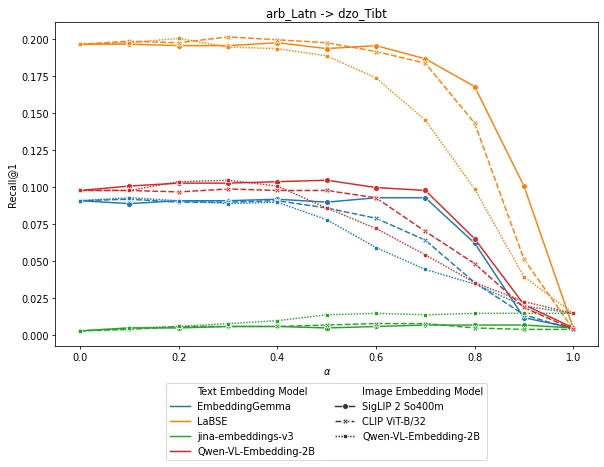 arb_Latn -> dzo_Tibt
Recall@1
0.200
0.175
0.150
0.125
0.100
0.075
0.050
0.025
0.000
0.0 0.2 0.4 0.6 0.8 1.0
α
Text Embedding Model Image Embedding Model
EmbeddingGemma SigLIP 2 So400m
LaBSE CLIP ViT-B/32
jina-embeddings-v3 Qwen-VL-Embedding-2B
Qwen-VL-Embedding-2B